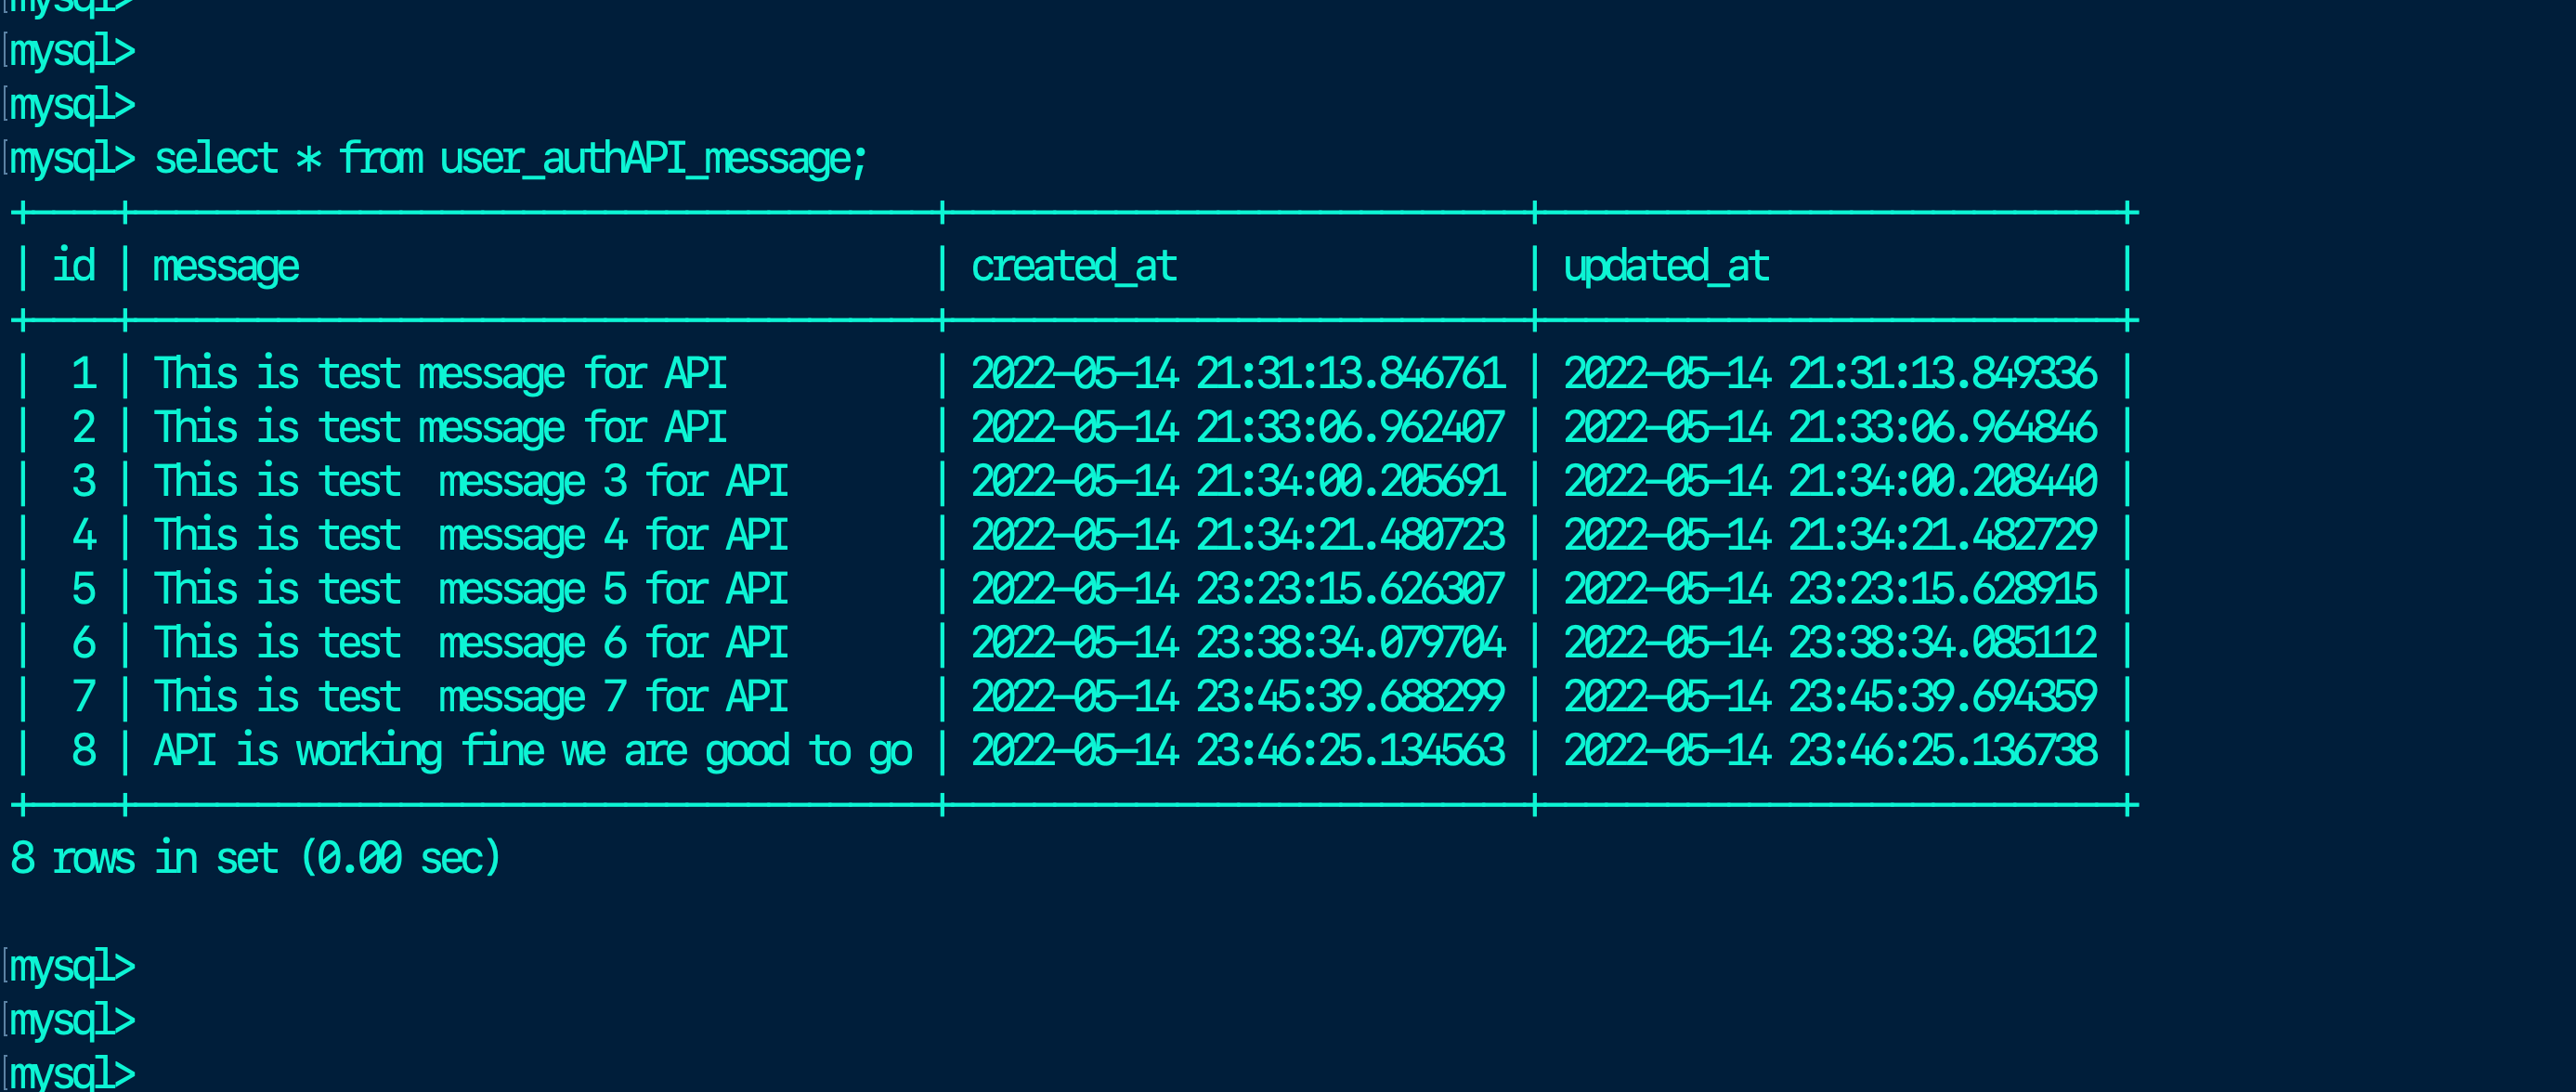 mysql>
mysql>
mysql>
mysql> select * from user_authAPI_message;
+----+---------------------------------------+----------------------------+----------------------------+
| id | message                               | created_at                 | updated_at                 |
+----+---------------------------------------+----------------------------+----------------------------+
|  1 | This is test message for API          | 2022-05-14 21:31:13.846761 | 2022-05-14 21:31:13.849336 |
|  2 | This is test message for API          | 2022-05-14 21:33:06.962407 | 2022-05-14 21:33:06.964846 |
|  3 | This is test  message 3 for API       | 2022-05-14 21:34:00.205691 | 2022-05-14 21:34:00.208440 |
|  4 | This is test  message 4 for API       | 2022-05-14 21:34:21.480723 | 2022-05-14 21:34:21.482729 |
|  5 | This is test  message 5 for API       | 2022-05-14 23:23:15.626307 | 2022-05-14 23:23:15.628915 |
|  6 | This is test  message 6 for API       | 2022-05-14 23:38:34.079704 | 2022-05-14 23:38:34.085112 |
|  7 | This is test  message 7 for API       | 2022-05-14 23:45:39.688299 | 2022-05-14 23:45:39.694359 |
|  8 | API is working fine we are good to go | 2022-05-14 23:46:25.134563 | 2022-05-14 23:46:25.136738 |
+----+---------------------------------------+----------------------------+----------------------------+
8 rows in set (0.00 sec)
mysql>
mysql>
mysql>